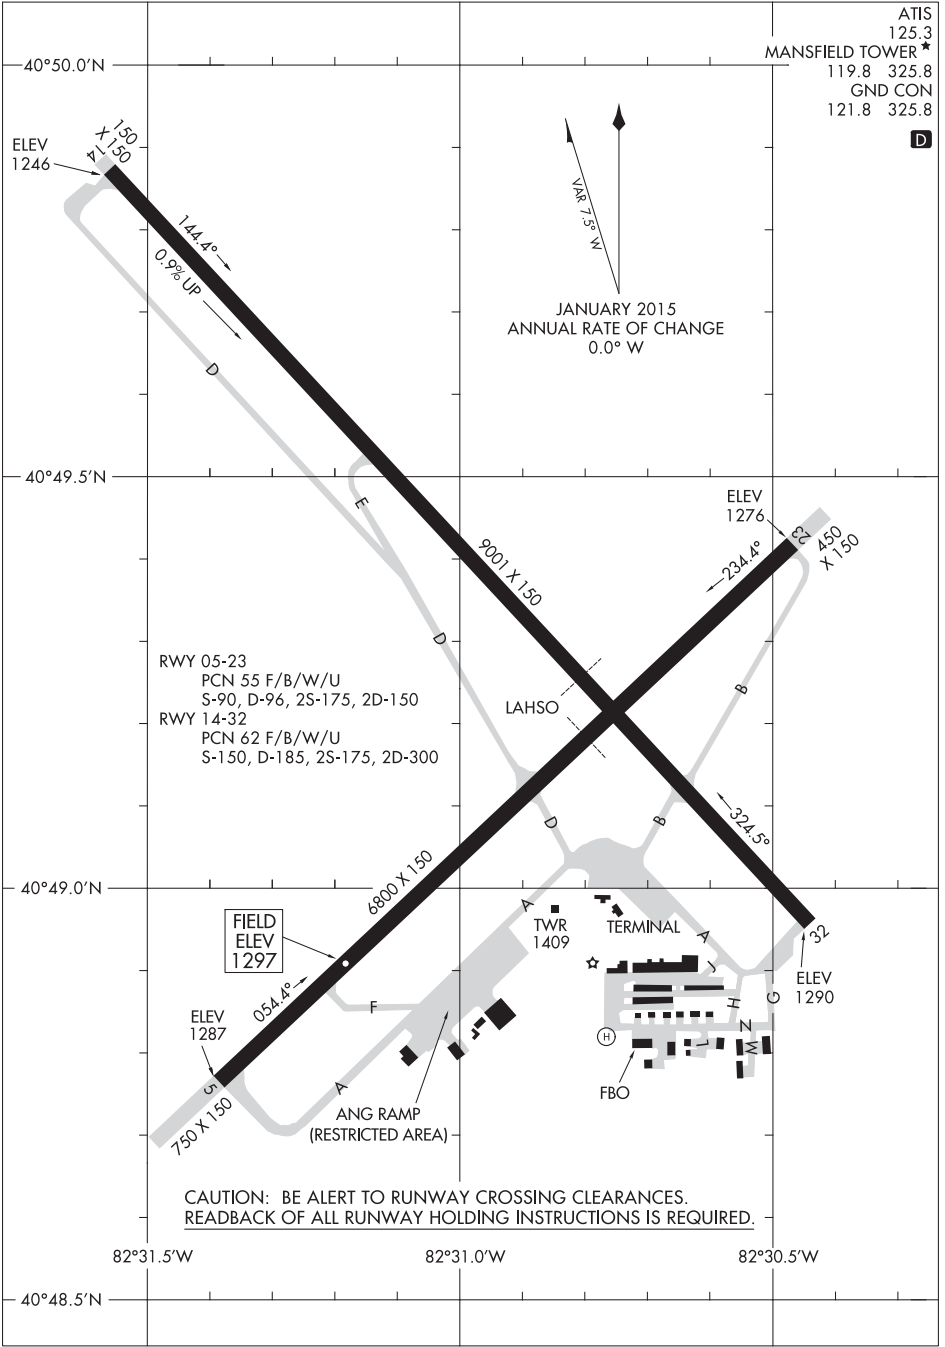 ATIS
125.3
MANSFIELD TOWER
119.8 325.8
GND CON
121.8 325.8
D
40°50.0'N
150
X 150
14
ELEV
1246
144.4°
0.9% UP
VAR 7.5° W
JANUARY 2015
ANNUAL RATE OF CHANGE
0.0° W
D
40°49.5'N
E
ELEV
1276
23
450
X 150
9001 X 150
234.4°
D
RWY 05-23
PCN 55 F/B/W/U
S-90, D-96, 2S-175, 2D-150
RWY 14-32
PCN 62 F/B/W/U
S-150, D-185, 2S-175, 2D-300
LAHSO
B
D
B
324.5°
6800 X 150
40°49.0'N
A
TWR
1409
TERMINAL
A
32
FIELD
ELEV
1297
J
ELEV
1290
054.4°
F
H
G
ELEV
1287
H
L
N
M
5
A
FBO
750 X 150
ANG RAMP
(RESTRICTED AREA)
CAUTION: BE ALERT TO RUNWAY CROSSING CLEARANCES.
READBACK OF ALL RUNWAY HOLDING INSTRUCTIONS IS REQUIRED.
82°31.5'W
82°31.0'W
82°30.5'W
40°48.5'N